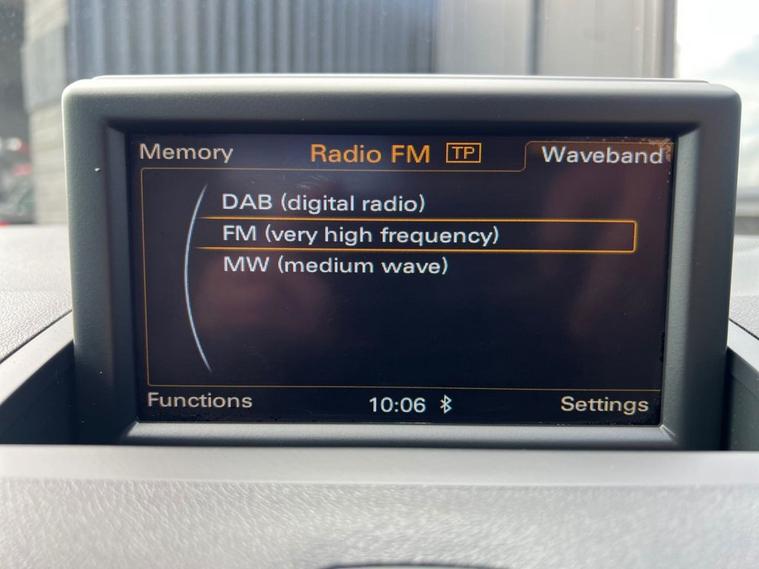 Memory Radio FM TP Waveband
DAB (digital radio)
FM (very high frequency)
MW (medium wave)
Functions 10:06 Settings